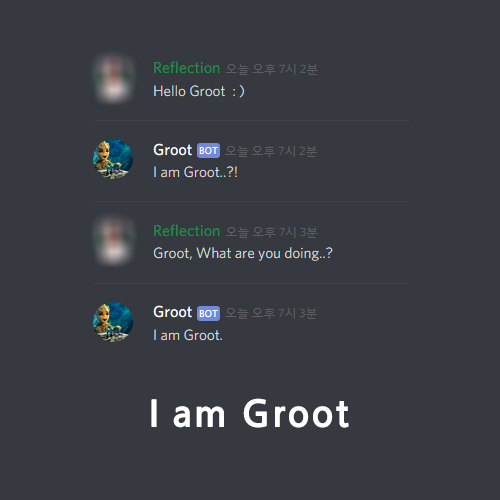 Reflection 오늘 오후 7시 2분
Hello Groot : )
Groot BOT 오늘 오후 7시 2분
I am Groot..?!
Reflection 오늘 오후 7시 3분
Groot, What are you doing..?
Groot BOT 오늘 오후 7시 3분
I am Groot.
I am Groot